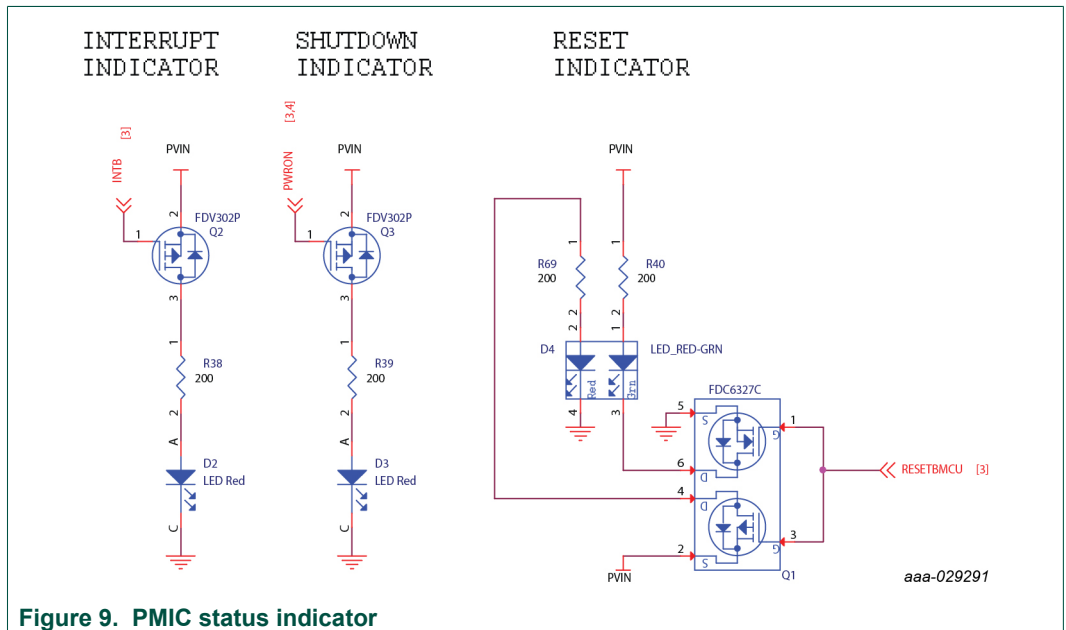 INTERRUPT
INDICATOR
SHUTDOWN
INDICATOR
RESET
INDICATOR
INTB [3]
PWRON [3,4]
PVIN
PVIN
PVIN
2
FDV302P
Q2
1
3
2
FDV302P
Q3
1
3
1
R38
200
2
A
D2
LED Red
C
1
R39
200
2
A
D3
LED Red
C
1
R69
200
2
1
R40
200
2
2
1
D4
LED_RED-GRN
Red
Grn
4
3
FDC6327C
5
S
G
1
6
D
4
D
G
3
2
S
PVIN
Q1
RESETBMCU [3]
aaa-029291
Figure 9. PMIC status indicator